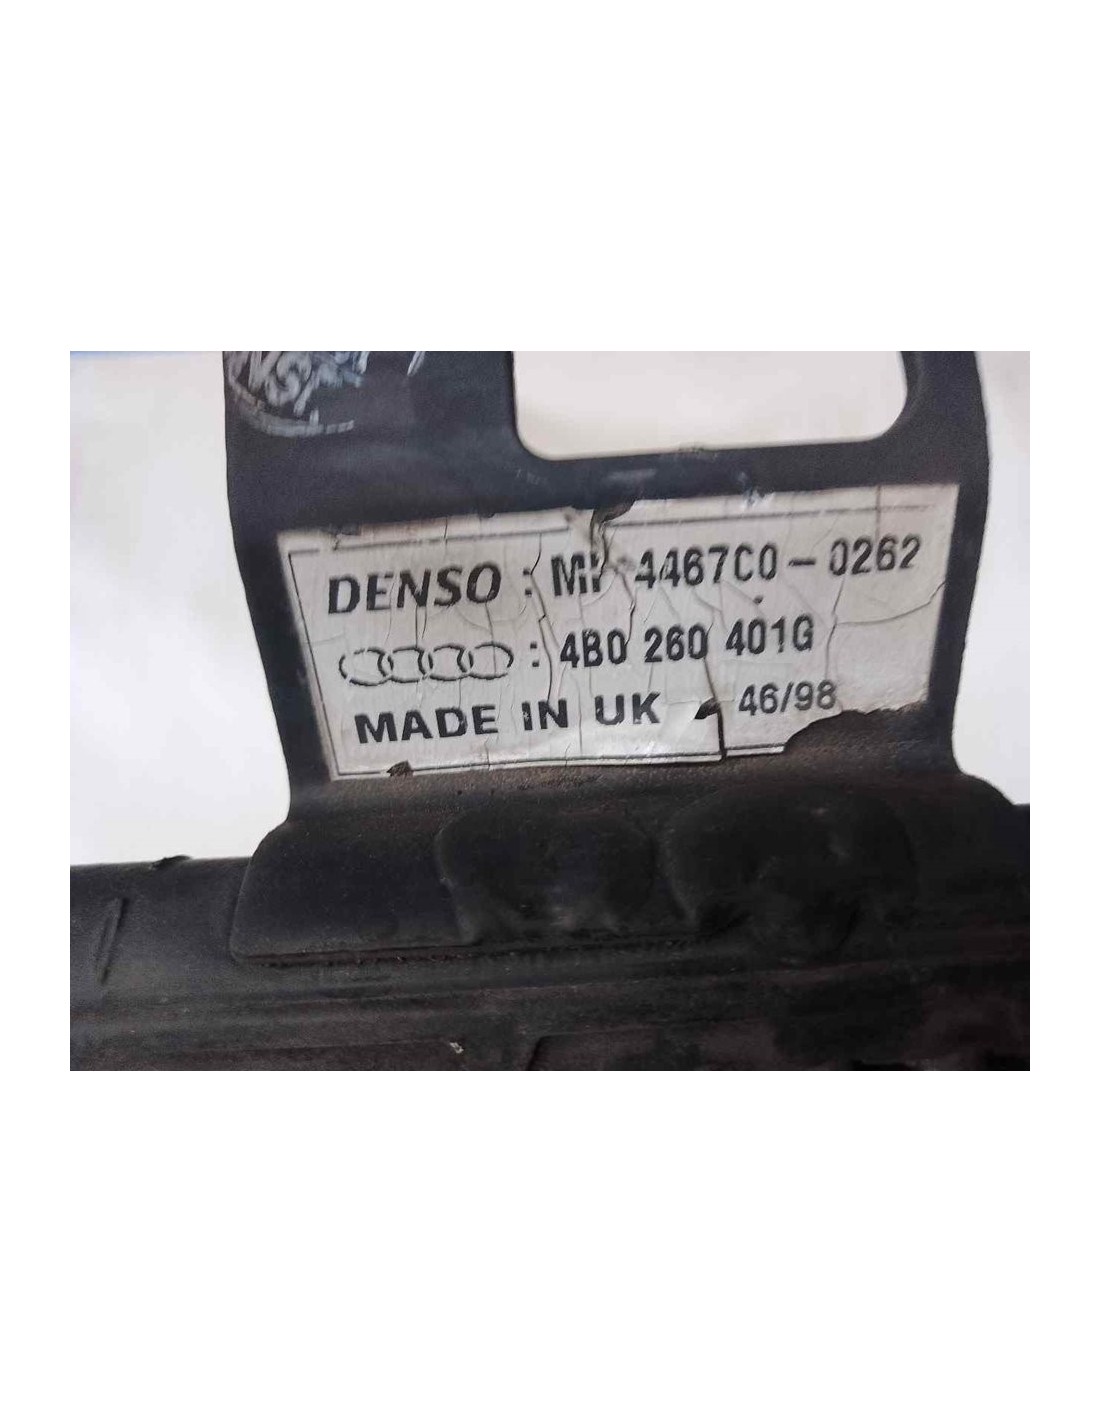 DENSO : MF 4467C0-0262
: 4B0 260 401G
MADE IN UK 46/98